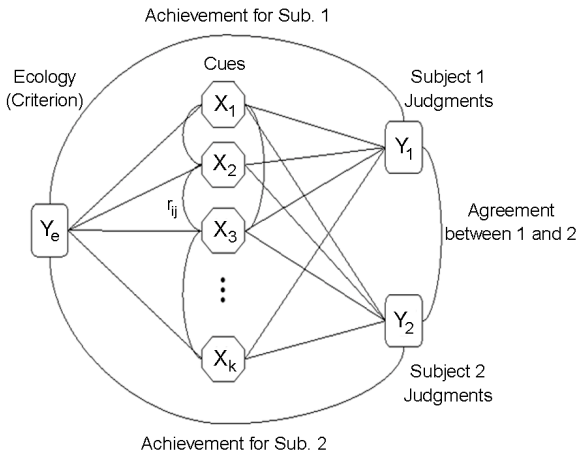 Achievement for Sub. 1
Ecology
(Criterion)
Cues
Subject 1
Judgments
X1
X2
rij
X3
Xk
Ye
Y1
Agreement
between 1 and 2
Y2
Subject 2
Judgments
Achievement for Sub. 2